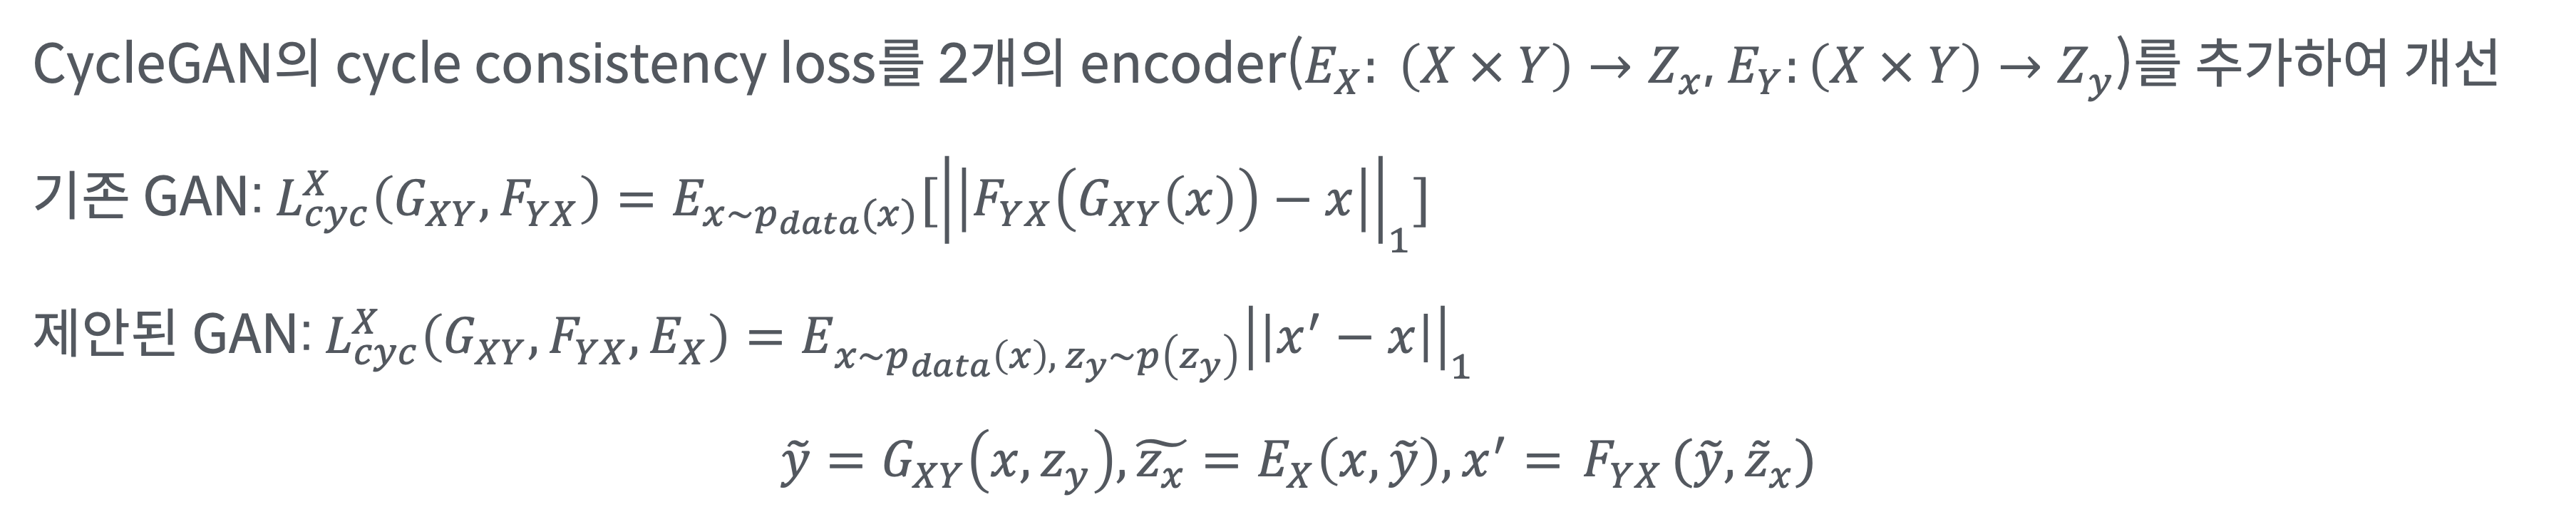 CycleGAN의 cycle consistency loss를 2개의 encoder(E_X: (X × Y) → Z_x, E_Y:(X × Y) → Z_y)를 추가하여 개선
기존 GAN: L^X_cyc(G_XY, F_YX) = E_x~p_data(x)[||F_YX(G_XY(x)) − x||_1]
제안된 GAN: L^X_cyc(G_XY, F_YX, E_X) = E_x~p_data(x), z_y~p(z_y)||x′ − x||_1
ỹ = G_XY(x, z_y), z̃_x = E_X(x, ỹ), x′ = F_YX(ỹ, z̃_x)